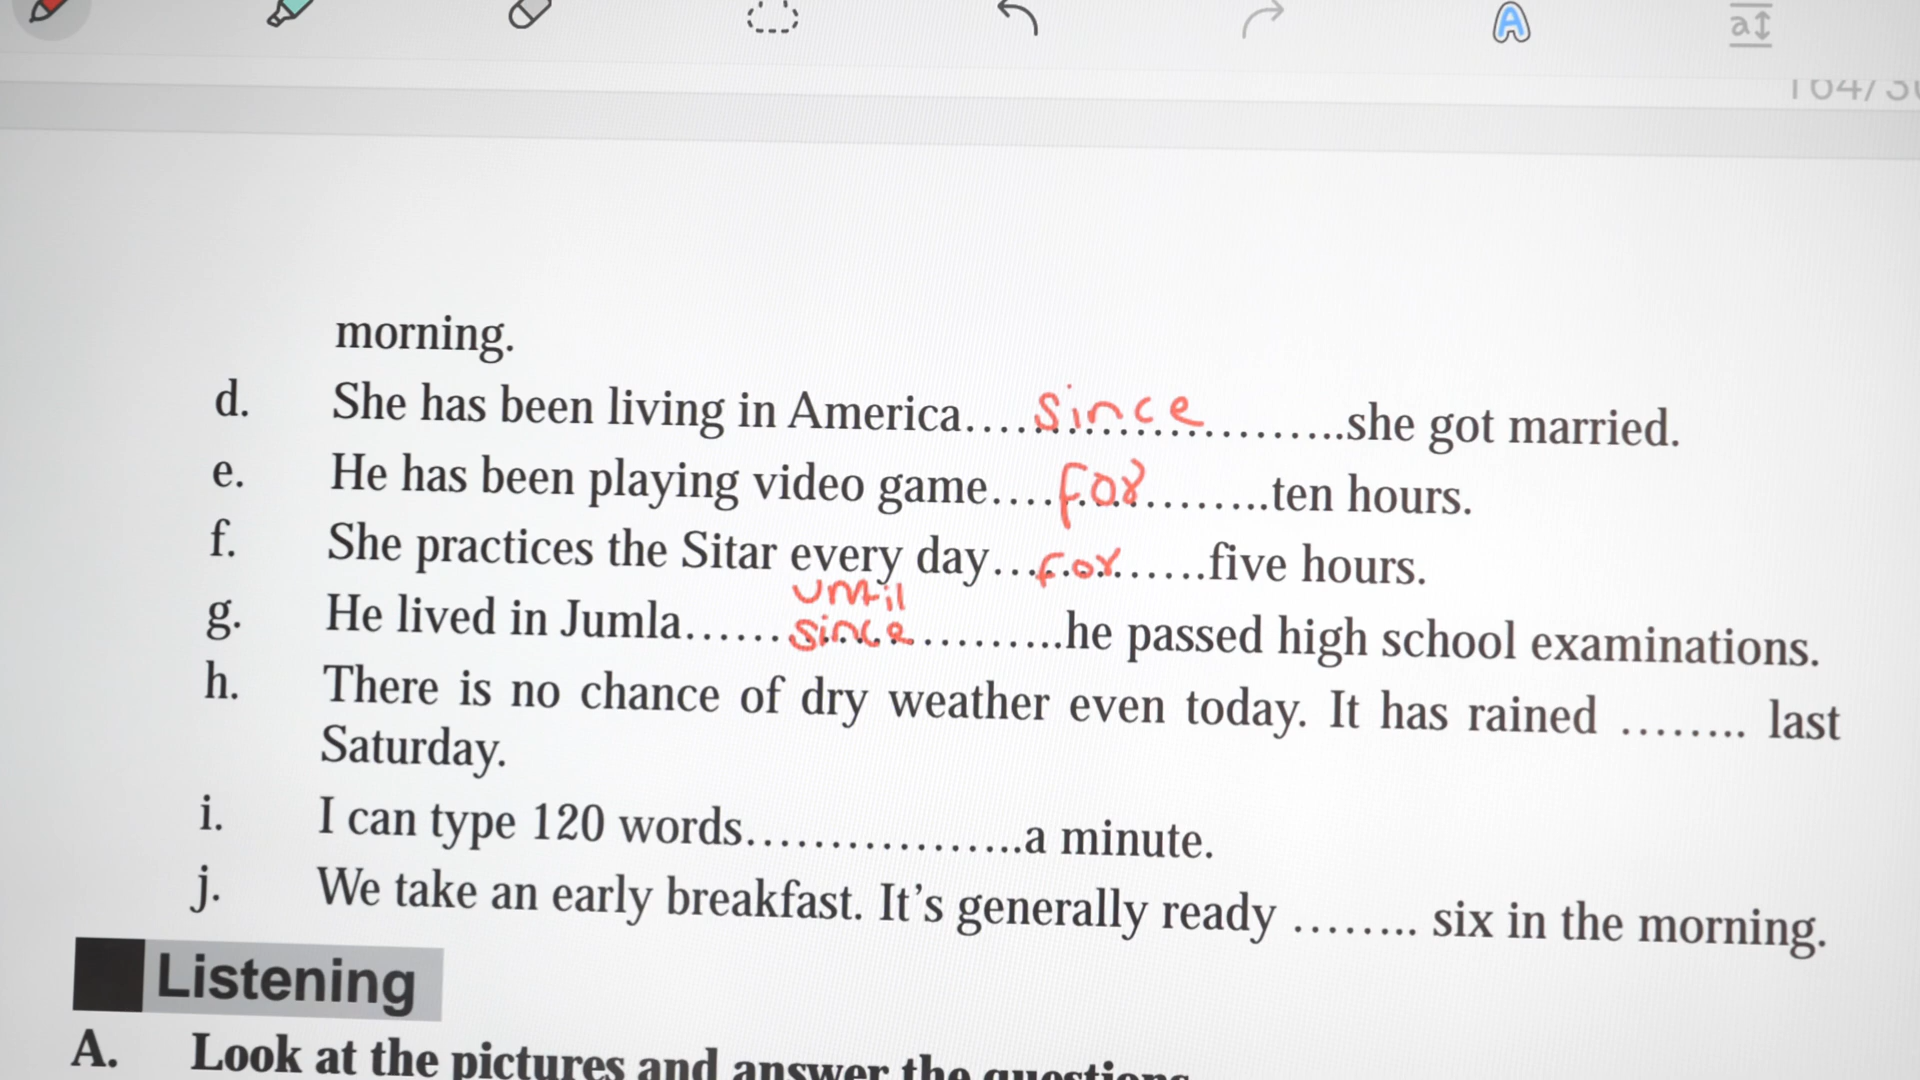 A a
164/
morning.
d. She has been living in America....since..........she got married.
e. He has been playing video game....for........ten hours.
f. She practices the Sitar every day...for.....five hours.
until
g. He lived in Jumla......since.........he passed high school examinations.
h. There is no chance of dry weather even today. It has rained ........ last
Saturday.
i. I can type 120 words.................a minute.
j. We take an early breakfast. It's generally ready ........ six in the morning.
Listening
A. Look at the pictures and answer the questions